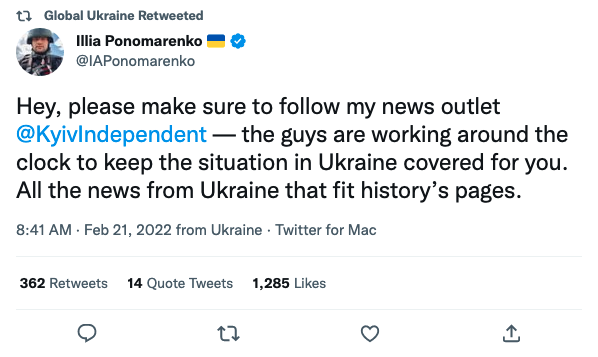 Global Ukraine Retweeted
Illia Ponomarenko 🇺🇦
@IAPonomarenko
Hey, please make sure to follow my news outlet
@KyivIndependent — the guys are working around the
clock to keep the situation in Ukraine covered for you.
All the news from Ukraine that fit history’s pages.
8:41 AM · Feb 21, 2022 from Ukraine · Twitter for Mac
362 Retweets 14 Quote Tweets 1,285 Likes